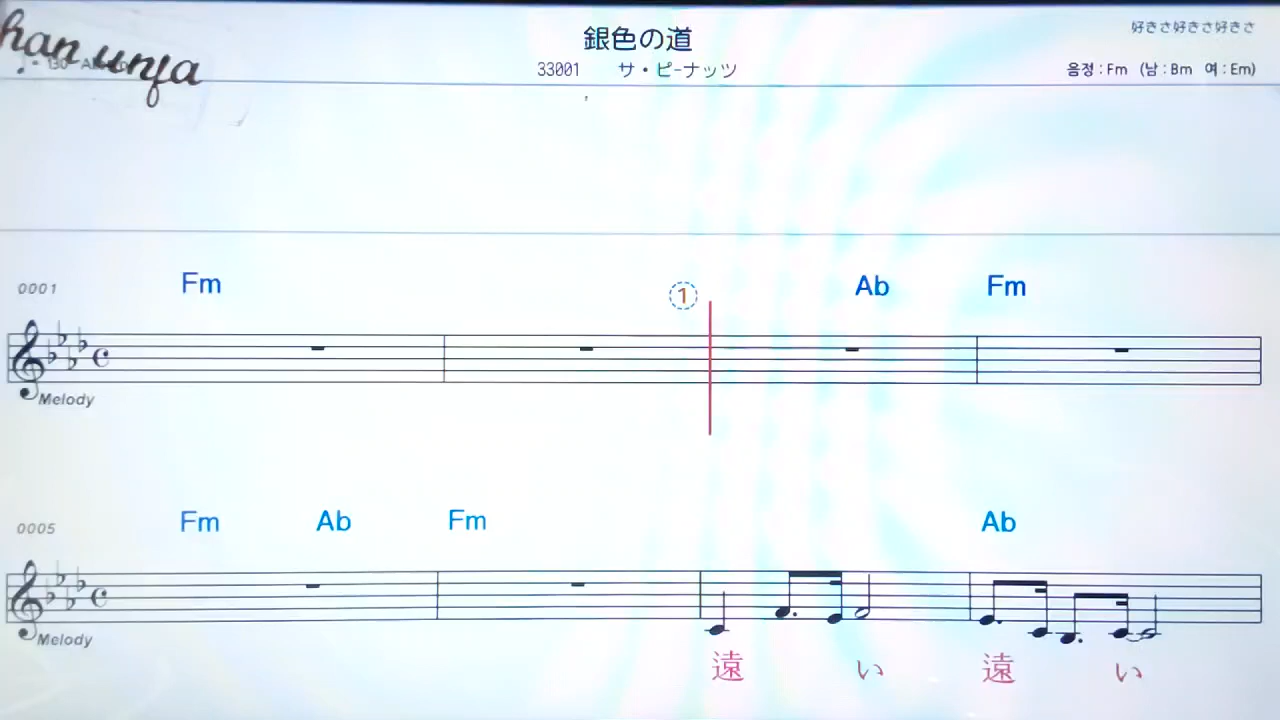 han unja
銀色の道
好きさ好きさ好きさ
33001 サ・ピーナッツ
음정 : Fm (남 : Bm 여 : Em)
0001 Fm ① Ab Fm
Melody
0005 Fm Ab Fm Ab
Melody
遠 い 遠 い